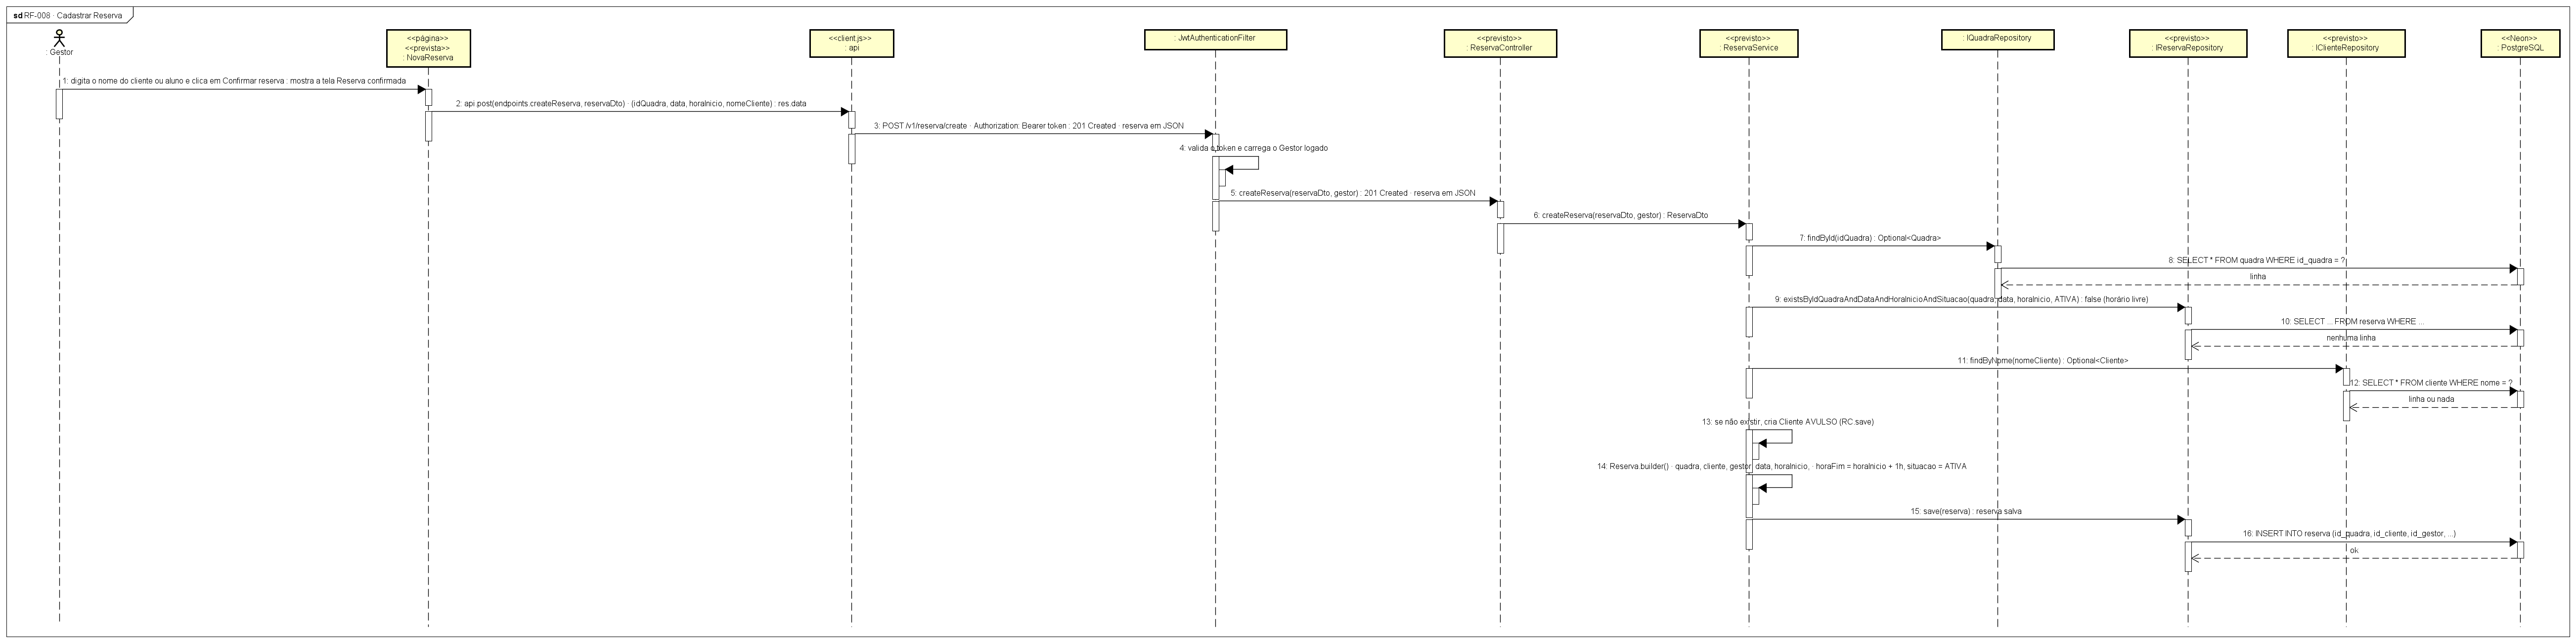 sd RF-008 · Cadastrar Reserva
: Gestor
<<página>>
<<prevista>>
: NovaReserva
<<client.js>>
: api
: JwtAuthenticationFilter
<<previsto>>
: ReservaController
<<previsto>>
: ReservaService
: IQuadraRepository
<<previsto>>
: IReservaRepository
<<previsto>>
: IClienteRepository
<<Neon>>
: PostgreSQL
1: digita o nome do cliente ou aluno e clica em Confirmar reserva : mostra a tela Reserva confirmada
2: api.post(endpoints.createReserva, reservaDto) · (idQuadra, data, horaInicio, nomeCliente) : res.data
3: POST /v1/reserva/create · Authorization: Bearer token : 201 Created · reserva em JSON
4: valida o token e carrega o Gestor logado
5: createReserva(reservaDto, gestor) : 201 Created · reserva em JSON
6: createReserva(reservaDto, gestor) : ReservaDto
7: findById(idQuadra) : Optional<Quadra>
8: SELECT * FROM quadra WHERE id_quadra = ?
linha
9: existsByIdQuadraAndDataAndHoraInicioAndSituacao(quadra, data, horaInicio, ATIVA) : false (horário livre)
10: SELECT ... FROM reserva WHERE ...
nenhuma linha
11: findByNome(nomeCliente) : Optional<Cliente>
12: SELECT * FROM cliente WHERE nome = ?
linha ou nada
13: se não existir, cria Cliente AVULSO (RC.save)
14: Reserva.builder() · quadra, cliente, gestor, data, horaInicio, · horaFim = horaInicio + 1h, situacao = ATIVA
15: save(reserva) : reserva salva
16: INSERT INTO reserva (id_quadra, id_cliente, id_gestor, ...)
ok